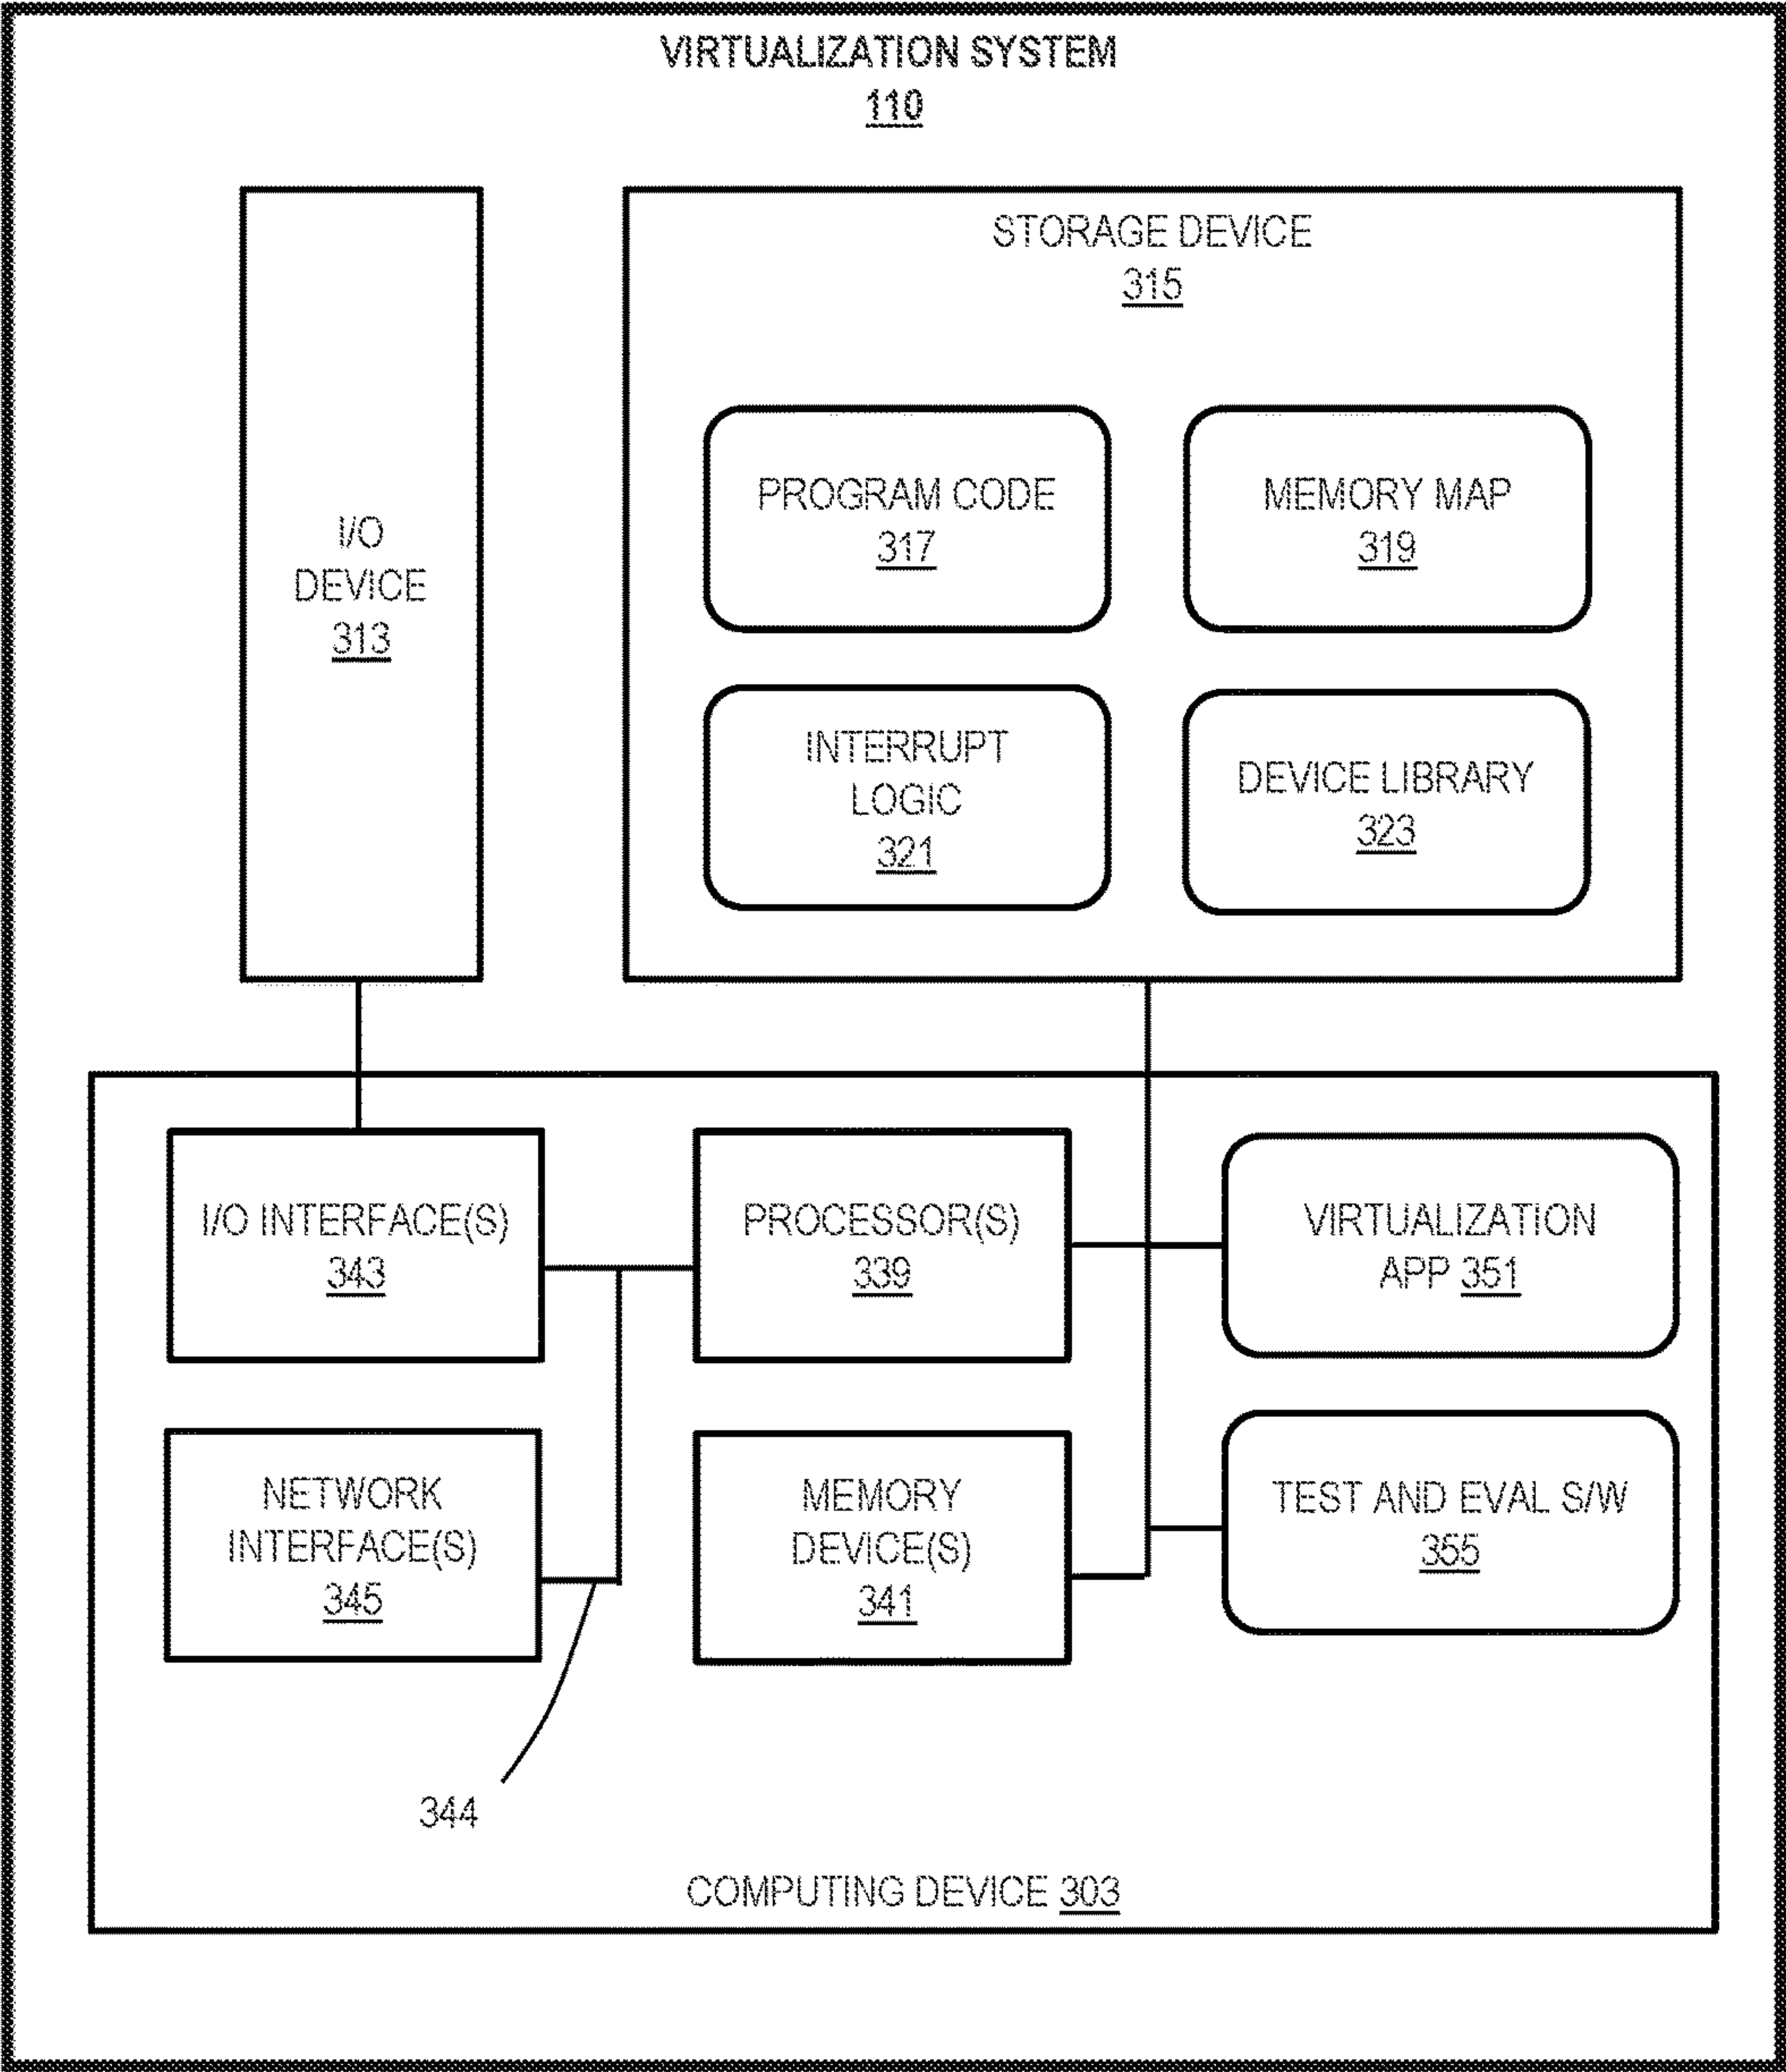 VIRTUALIZATION SYSTEM
110
STORAGE DEVICE
315
I/O
DEVICE
313
PROGRAM CODE
317
MEMORY MAP
319
INTERRUPT
LOGIC
321
DEVICE LIBRARY
323
I/O INTERFACE(S)
343
PROCESSOR(S)
339
VIRTUALIZATION
APP 351
NETWORK
INTERFACE(S)
345
MEMORY
DEVICE(S)
341
TEST AND EVAL S/W
355
344
COMPUTING DEVICE 303